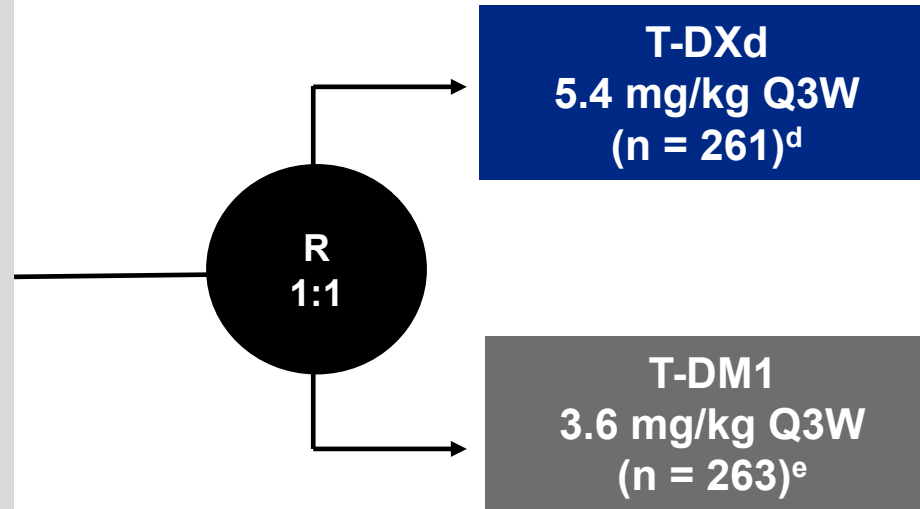 T-DXd
5.4 mg/kg Q3W
(n = 261)ᵈ
R
1:1
T-DM1
3.6 mg/kg Q3W
(n = 263)ᵉ